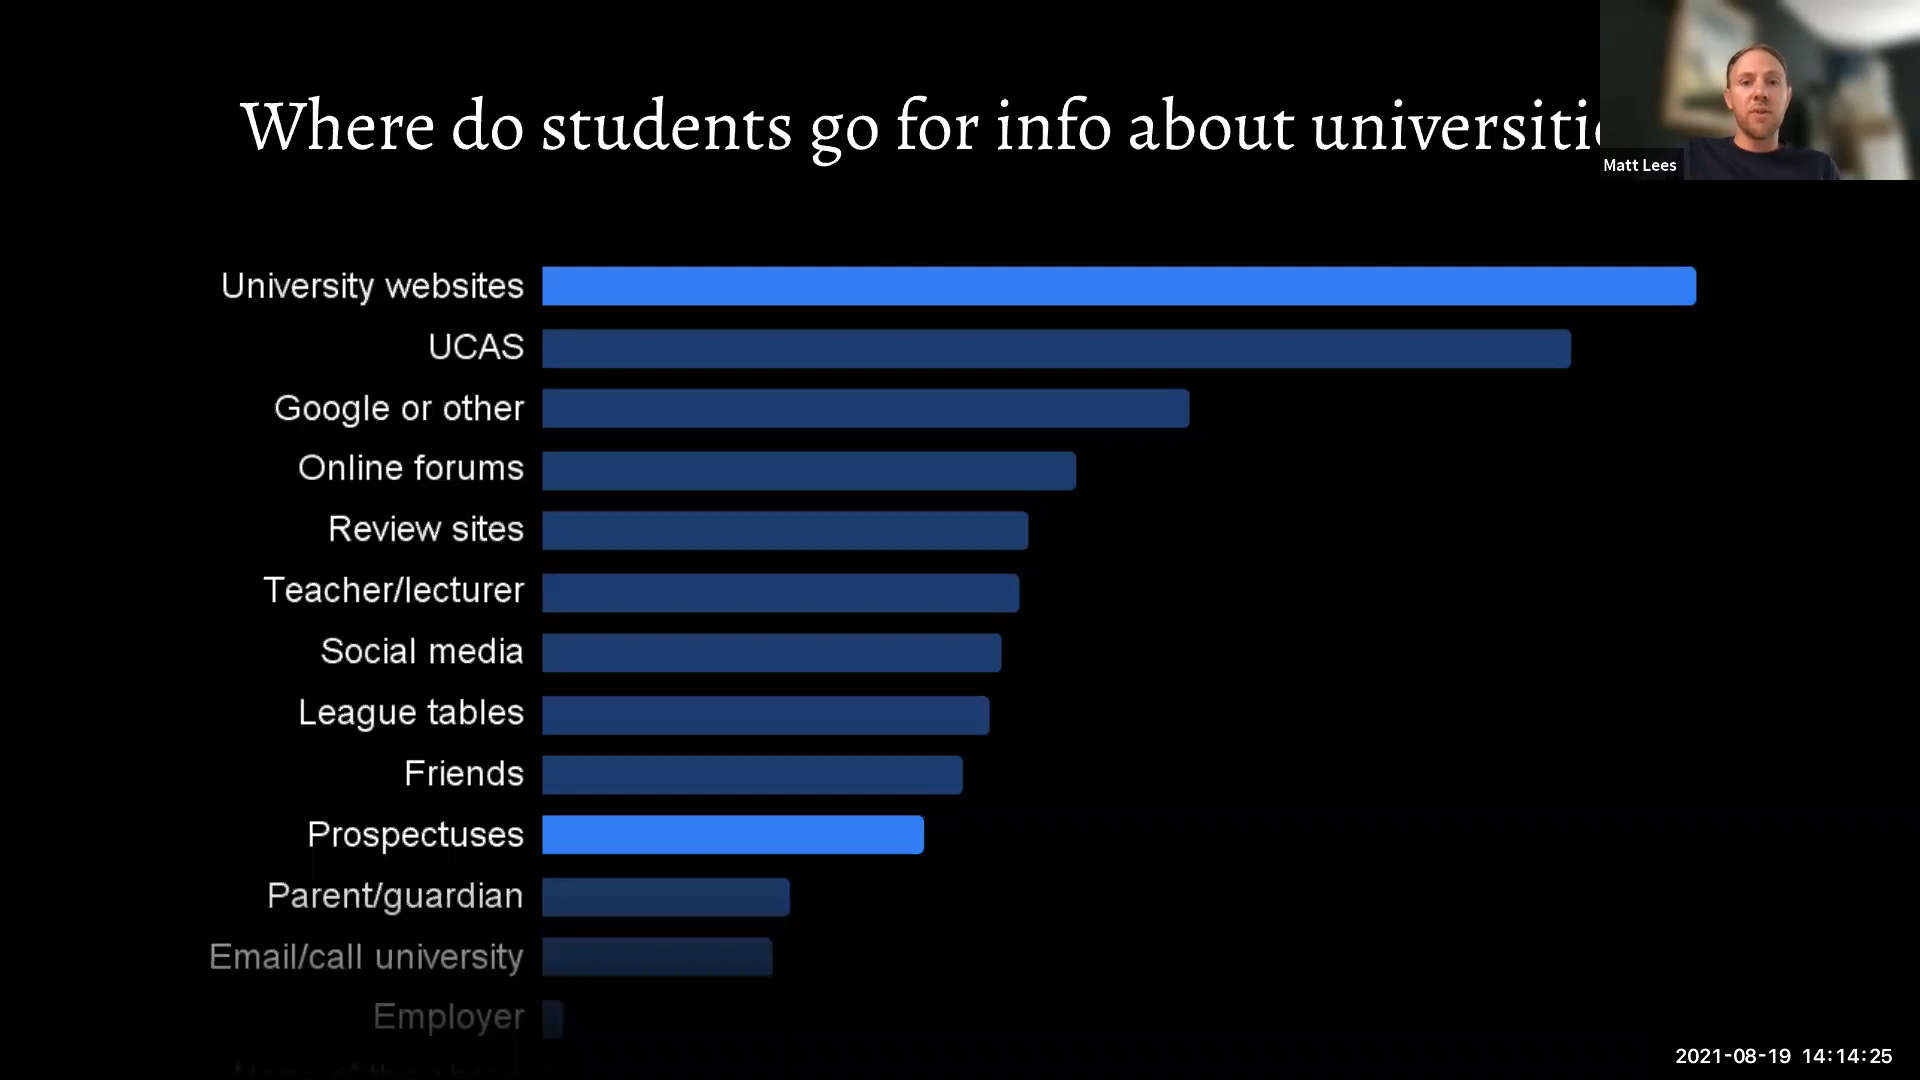 Where do students go for info about universiti
Matt Lees
University websites
UCAS
Google or other
Online forums
Review sites
Teacher/lecturer
Social media
League tables
Friends
Prospectuses
Parent/guardian
Email/call university
Employer
2021-08-19 14:14:25